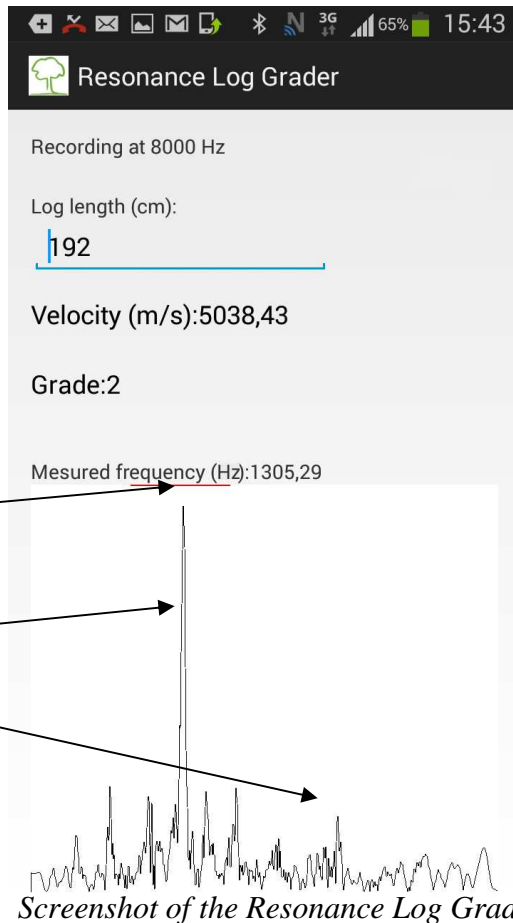 3G 65% 15:43
Resonance Log Grader
Recording at 8000 Hz
Log length (cm):
192
Velocity (m/s):5038,43
Grade:2
Mesured frequency (Hz):1305,29
Screenshot of the Resonance Log Grad